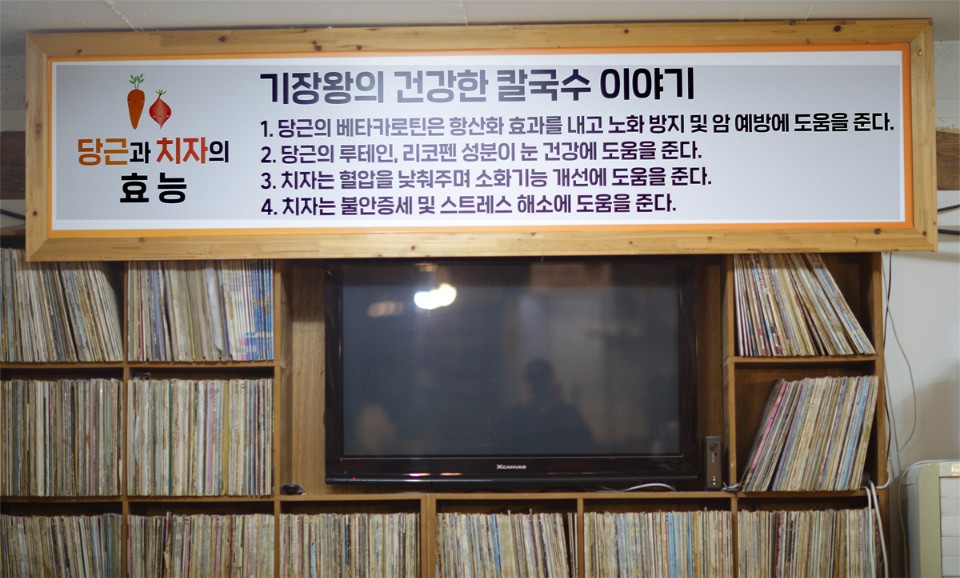 당근과 치자의
효능
기장왕의 건강한 칼국수 이야기
1. 당근의 베타카로틴은 항산화 효과를 내고 노화 방지 및 암 예방에 도움을 준다.
2. 당근의 루테인, 리코펜 성분이 눈 건강에 도움을 준다.
3. 치자는 혈압을 낮춰주며 소화기능 개선에 도움을 준다.
4. 치자는 불안증세 및 스트레스 해소에 도움을 준다.
XCANVAS